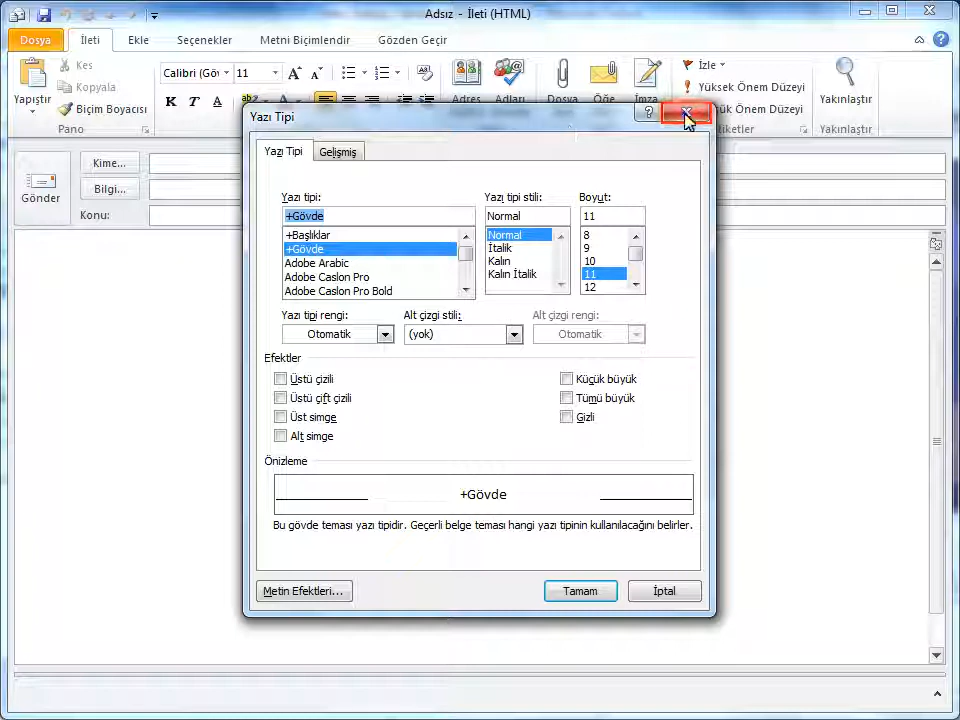 Adsız - İleti (HTML)
Dosya İleti Ekle Seçenekler Metni Biçimlendir Gözden Geçir
Yapıştır
Kes
Kopyala
Biçim Boyacısı
Pano
Calibri (Göv 11
K T A
Adres Adları Dosya Öğe İmza
İzle
Yüksek Önem Düzeyi
ük Önem Düzeyi
etiketler
Yakınlaştır
Yakınlaştır
Gönder
Kime...
Bilgi...
Konu:
Yazı Tipi
Yazı Tipi Gelişmiş
Yazı tipi: Yazı tipi stili: Boyut:
+Gövde Normal 11
+Başlıklar
+Gövde
Adobe Arabic
Adobe Caslon Pro
Adobe Caslon Pro Bold
Normal
İtalik
Kalın
Kalın İtalik
8
9
10
11
12
Yazı tipi rengi: Alt çizgi stili: Alt çizgi rengi:
Otomatik (yok) Otomatik
Efektler
Üstü çizili
Üstü çift çizili
Üst simge
Alt simge
Küçük büyük
Tümü büyük
Gizli
Önizleme
+Gövde
Bu gövde teması yazı tipidir. Geçerli belge teması hangi yazı tipinin kullanılacağını belirler.
Metin Efektleri... Tamam İptal